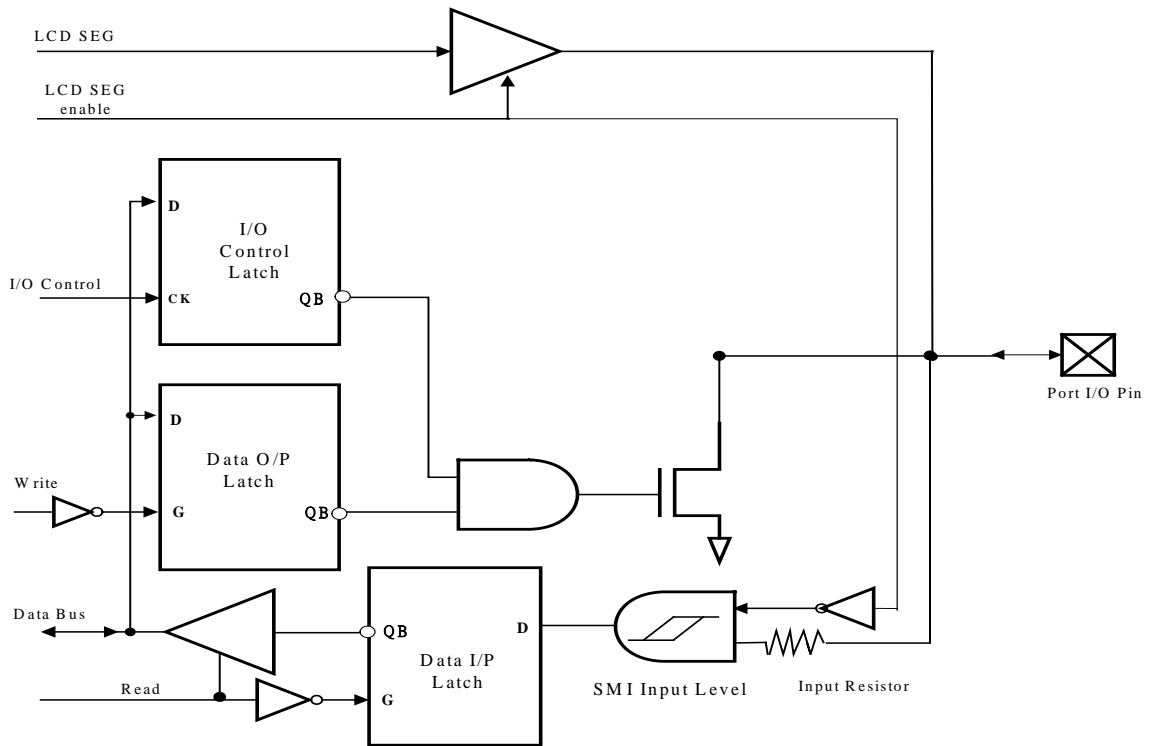 LCD SEG
LCD SEG
enable
D
I/O
Control
Latch
I/O Control
CK
QB
Port I/O Pin
D
Data O/P
Latch
Write
G
QB
Data Bus
QB
D
Data I/P
Latch
Read
G
SMI Input Level
Input Resistor